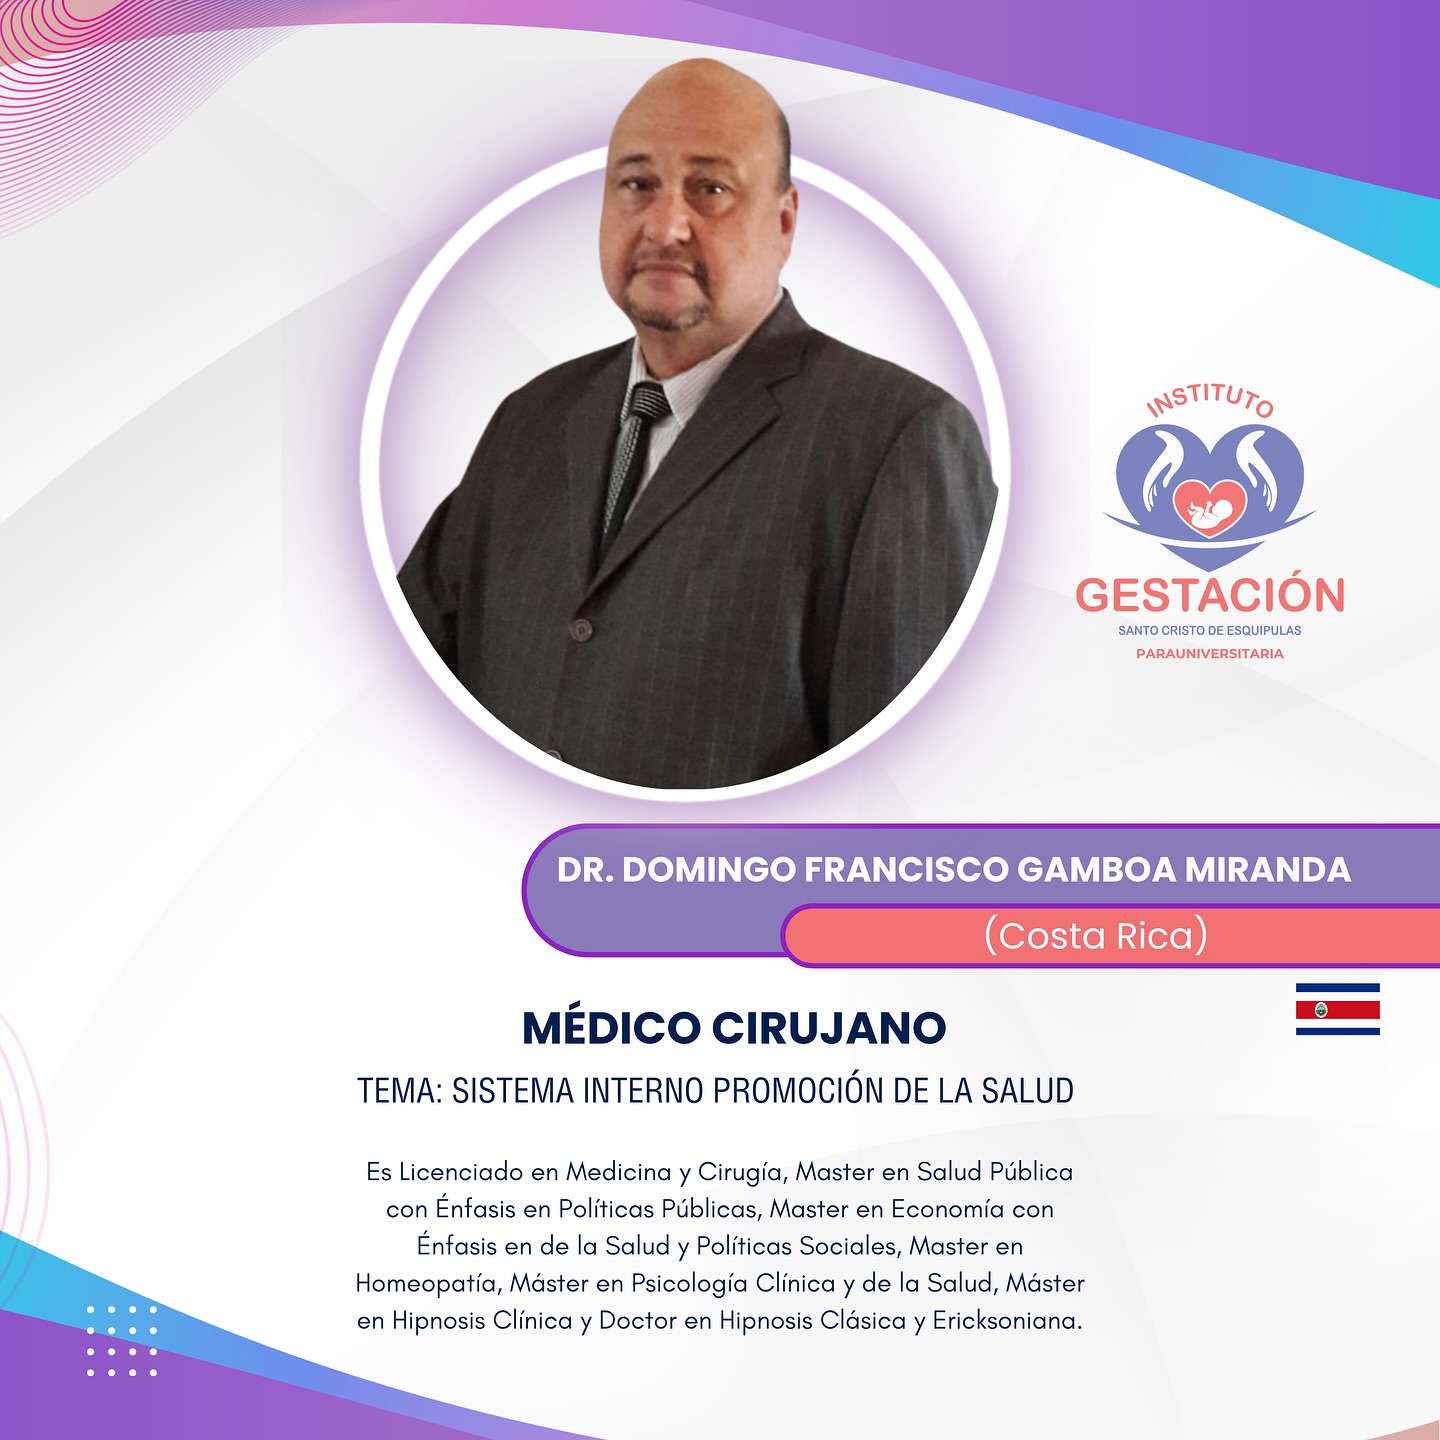 INSTITUTO
GESTACIÓN
SANTO CRISTO DE ESQUIPULAS
PARAUNIVERSITARIA
DR. DOMINGO FRANCISCO GAMBOA MIRANDA
(Costa Rica)
MÉDICO CIRUJANO
TEMA: SISTEMA INTERNO PROMOCIÓN DE LA SALUD
Es Licenciado en Medicina y Cirugía, Master en Salud Pública
con Énfasis en Políticas Públicas, Master en Economía con
Énfasis en de la Salud y Políticas Sociales, Master en
Homeopatía, Máster en Psicología Clínica y de la Salud, Máster
en Hipnosis Clínica y Doctor en Hipnosis Clásica y Ericksoniana.